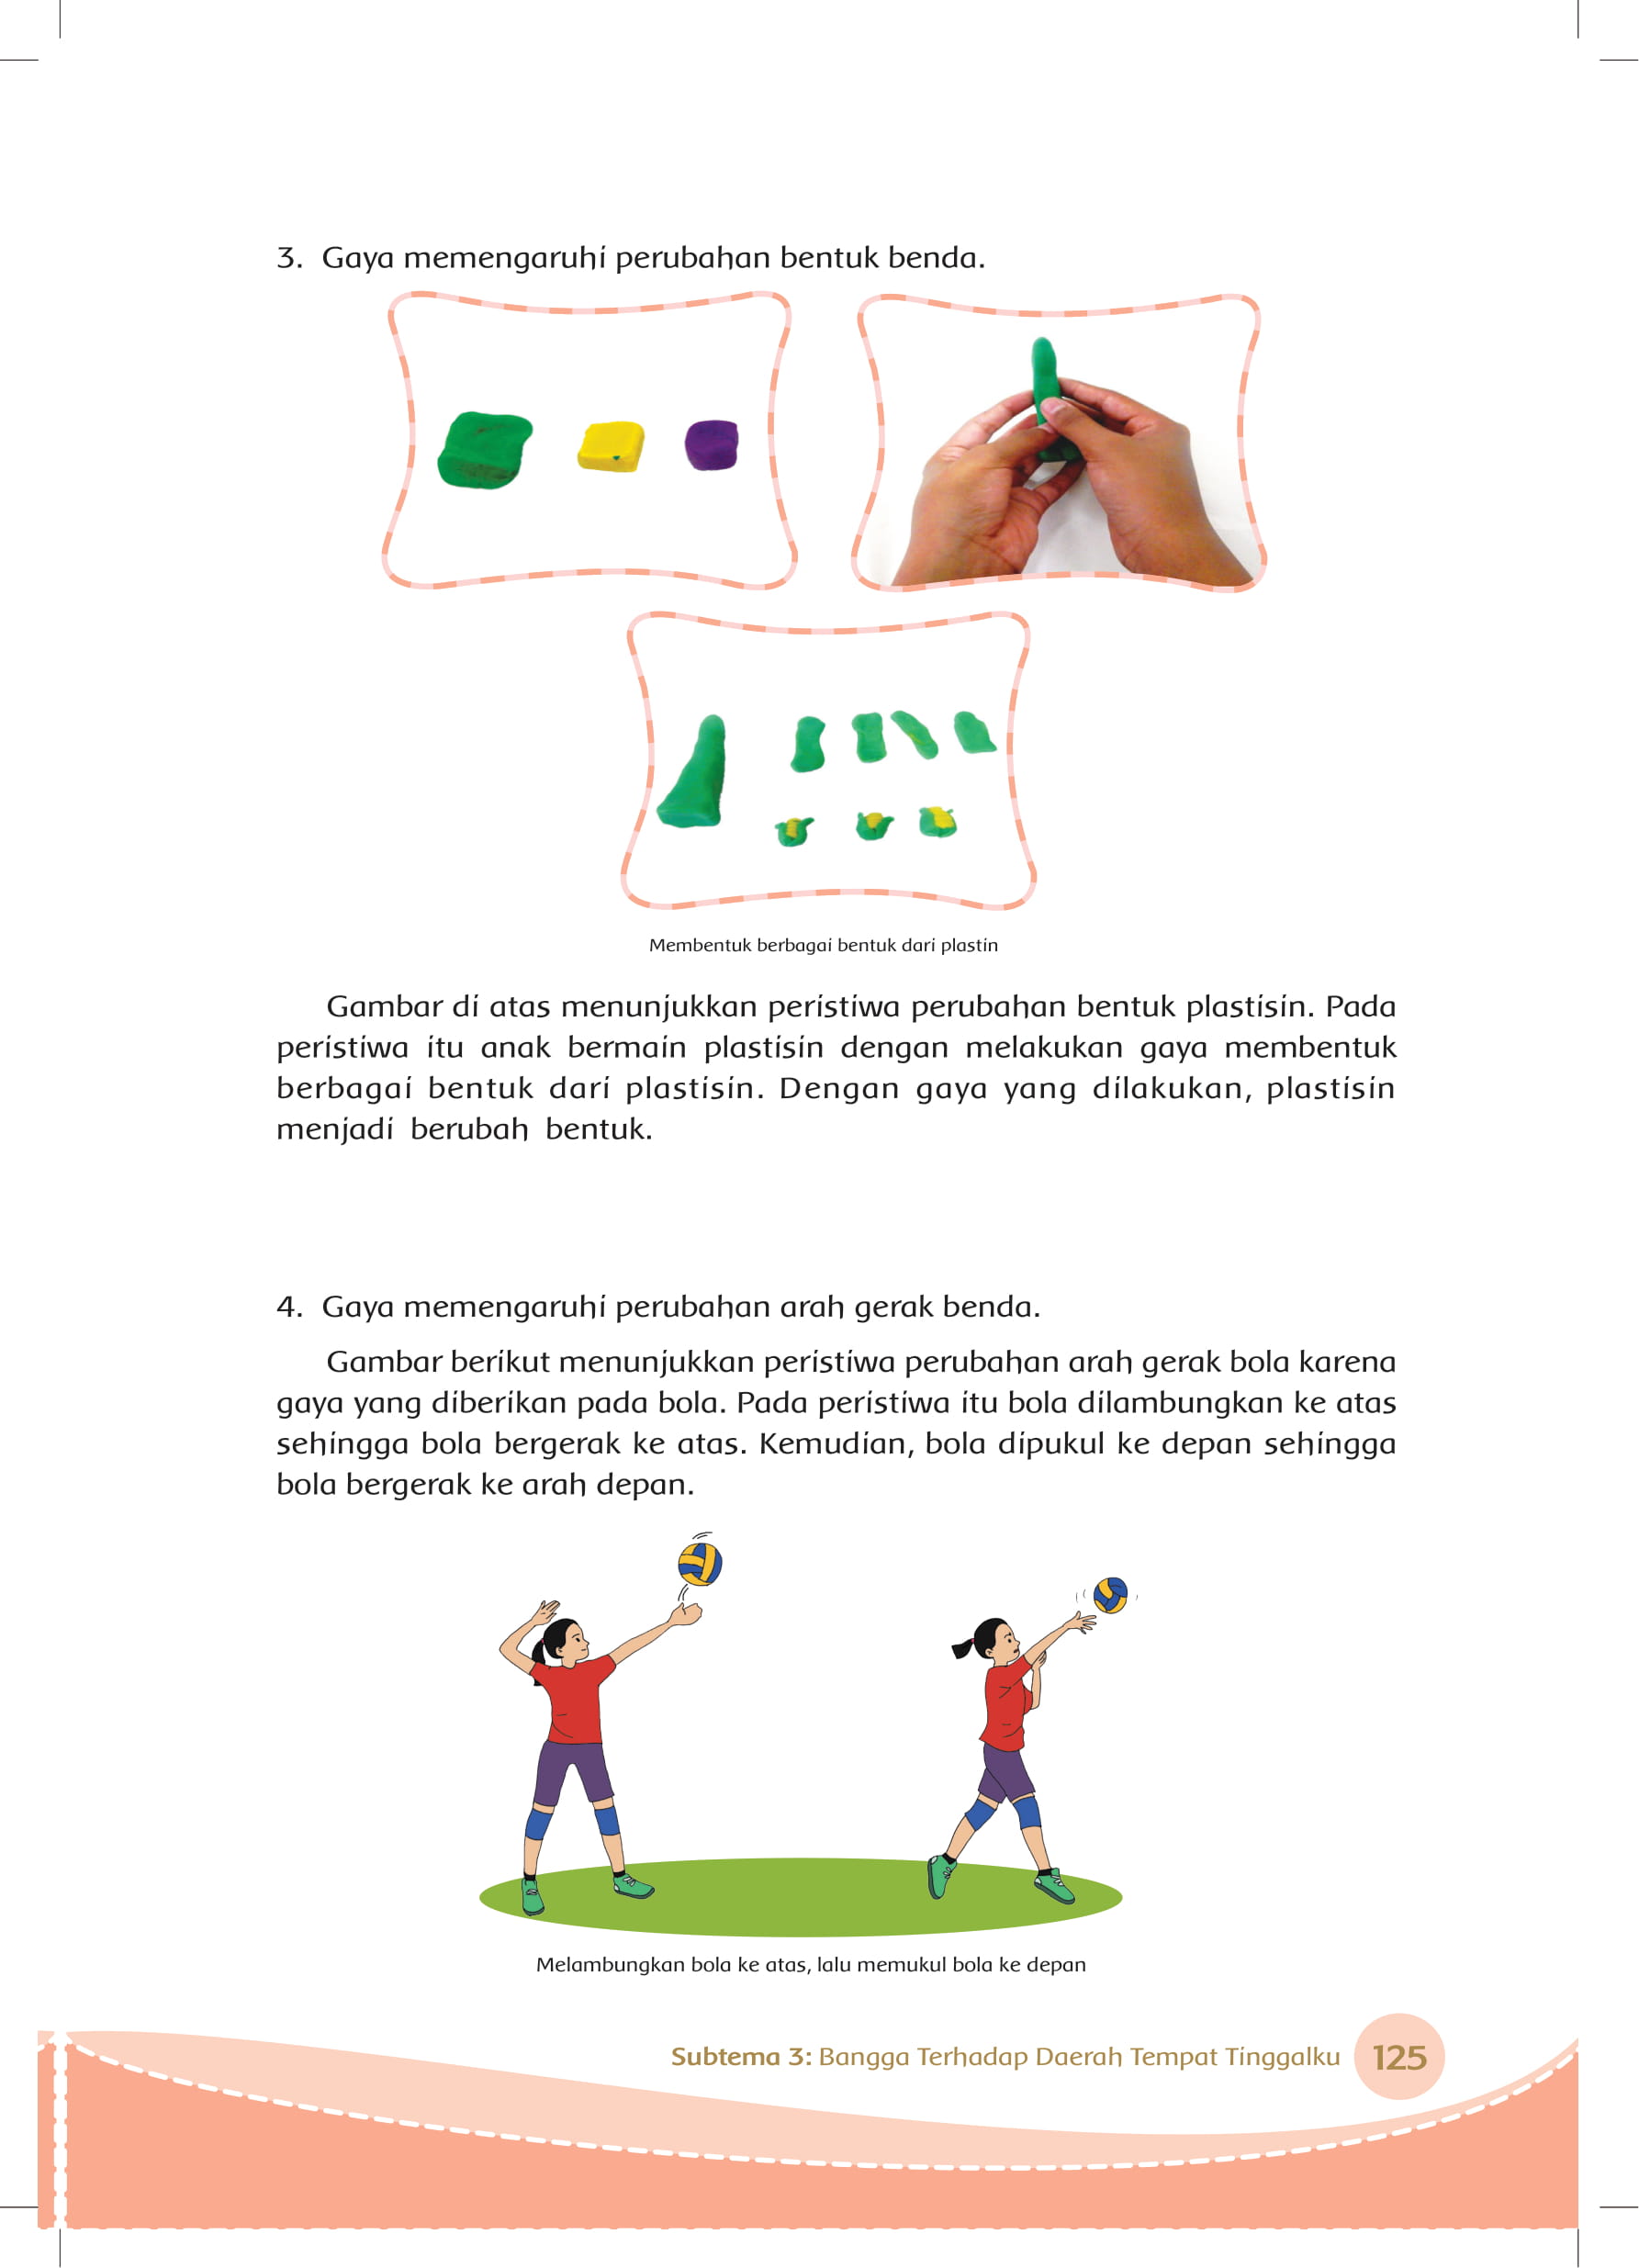 3. Gaya memengaruhi perubahan bentuk benda.
Membentuk berbagai bentuk dari plastin
Gambar di atas menunjukkan peristiwa perubahan bentuk plastisin. Pada
peristiwa itu anak bermain plastisin dengan melakukan gaya membentuk
berbagai bentuk dari plastisin. Dengan gaya yang dilakukan, plastisin
menjadi berubah bentuk.
4. Gaya memengaruhi perubahan arah gerak benda.
Gambar berikut menunjukkan peristiwa perubahan arah gerak bola karena
gaya yang diberikan pada bola. Pada peristiwa itu bola dilambungkan ke atas
sehingga bola bergerak ke atas. Kemudian, bola dipukul ke depan sehingga
bola bergerak ke arah depan.
Melambungkan bola ke atas, lalu memukul bola ke depan
Subtema 3: Bangga Terhadap Daerah Tempat Tinggalku 125